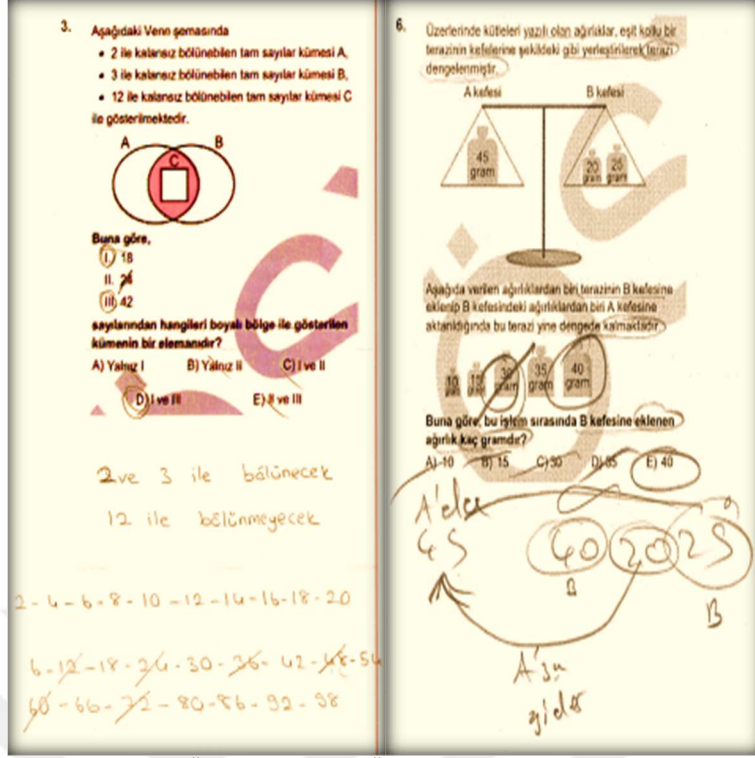 3. Aşağıdaki Venn şemasında
• 2 ile kalansız bölünebilen tam sayılar kümesi A,
• 3 ile kalansız bölünebilen tam sayılar kümesi B,
• 12 ile kalansız bölünebilen tam sayılar kümesi C
ile gösterilmektedir.
A B
C
Buna göre,
I. 18
II.
III. 42
sayılarından hangileri boyalı bölge ile gösterilen
kümenin bir elemanıdır?
A) Yalnız I B) Yalnız II C) I ve II
D) I ve III E) II ve III
2 ve 3 ile bölünecek
12 ile bölünmeyecek
2-4-6-8-10-12-14-16-18-20
6-12-18-24-30-36-42-48-54
60-66-72-80-86-92-98
6. Üzerlerinde kütleleri yazılı olan ağırlıklar, eşit kollu bir
terazinin kefelerine şekildeki gibi yerleştirilerek terazi
dengelenmiştir.
A kefesi B kefesi
45 gram
20 gram 25 gram
Aşağıda verilen ağırlıklardan biri terazinin B kefesine
eklenip B kefesindeki ağırlıklardan biri A kefesine
aktarıldığında bu terazi yine dengede kalmaktadır.
10 gram 15 gram 30 gram 35 gram 40 gram
Buna göre, bu işlem sırasında B kefesine eklenen
ağırlık kaç gramdır?
A) 10 B) 15 C) 30 D) 35 E) 40
45 40 20 25
B
B
A'ya
gider